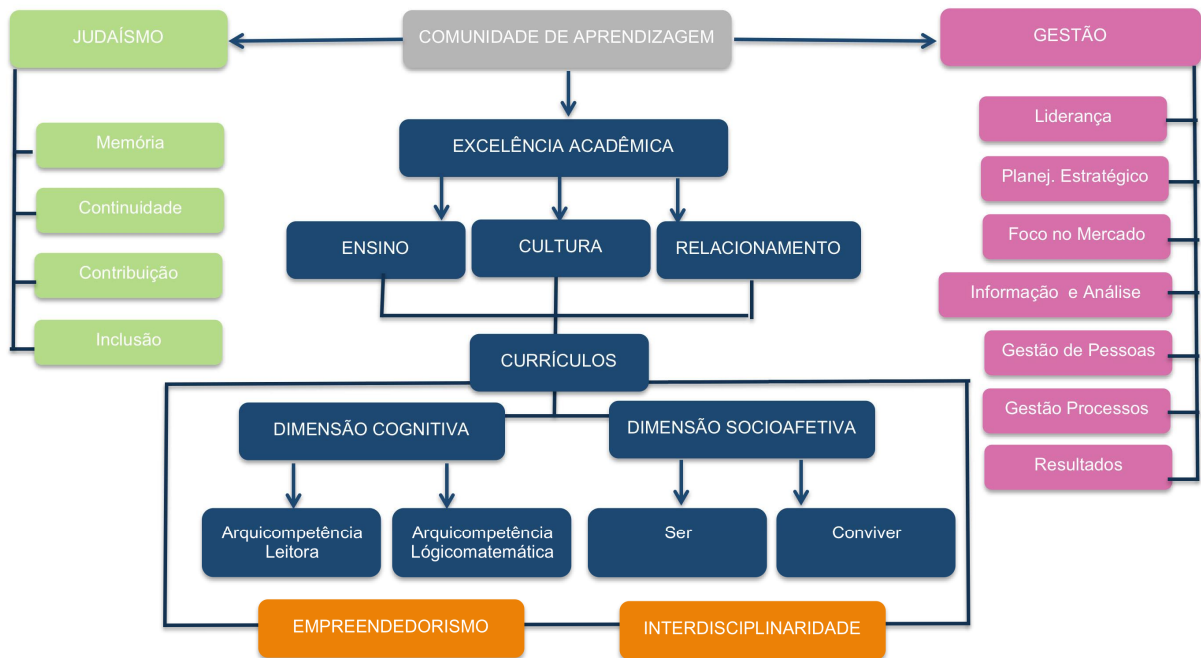 JUDAÍSMO
COMUNIDADE DE APRENDIZAGEM
GESTÃO
Memória
Continuidade
Contribuição
Inclusão
EXCELÊNCIA ACADÊMICA
ENSINO
CULTURA
RELACIONAMENTO
CURRÍCULOS
DIMENSÃO COGNITIVA
DIMENSÃO SOCIOAFETIVA
Arquicompetência
Leitora
Arquicompetência
Lógicomatemática
Ser
Conviver
EMPREENDEDORISMO
INTERDISCIPLINARIDADE
Liderança
Planej. Estratégico
Foco no Mercado
Informação e Análise
Gestão de Pessoas
Gestão Processos
Resultados